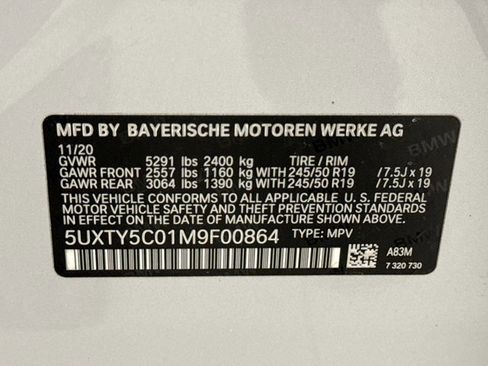 MFD BY BAYERISCHE MOTOREN WERKE AG
11/20
GVWR 5291 lbs 2400 kg TIRE / RIM
GAWR FRONT 2557 lbs 1160 kg WITH 245/50 R19 /7.5J x 19
GAWR REAR 3064 lbs 1390 kg WITH 245/50 R19 /7.5J x 19
THIS VEHICLE CONFORMS TO ALL APPLICABLE U.S. FEDERAL
MOTOR VEHICLE SAFETY, BUMPER AND THEFT PREVENTION STANDARDS
IN EFFECT ON THE DATE OF MANUFACTURE SHOWN ABOVE.
5UXTY5C01M9F00864 TYPE: MPV
A83M
7 320 730